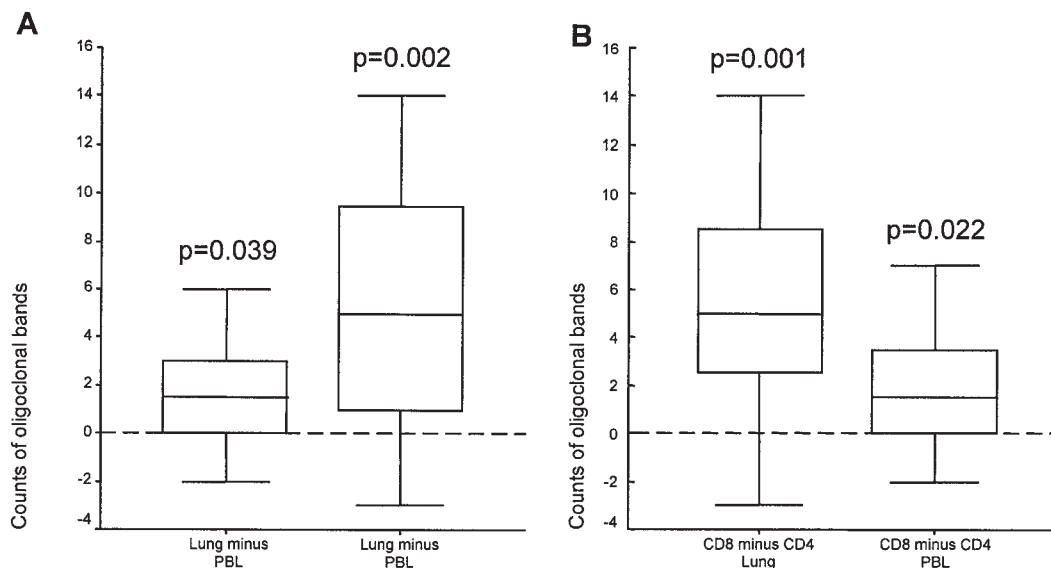 A
Counts of oligoclonal bands
16
14
12
10
8
6
4
2
0
-2
-4
p=0.039
p=0.002
Lung minus
PBL
Lung minus
PBL
B
Counts of oligoclonal bands
16
14
12
10
8
6
4
2
0
-2
-4
p=0.001
p=0.022
CD8 minus CD4
Lung
CD8 minus CD4
PBL